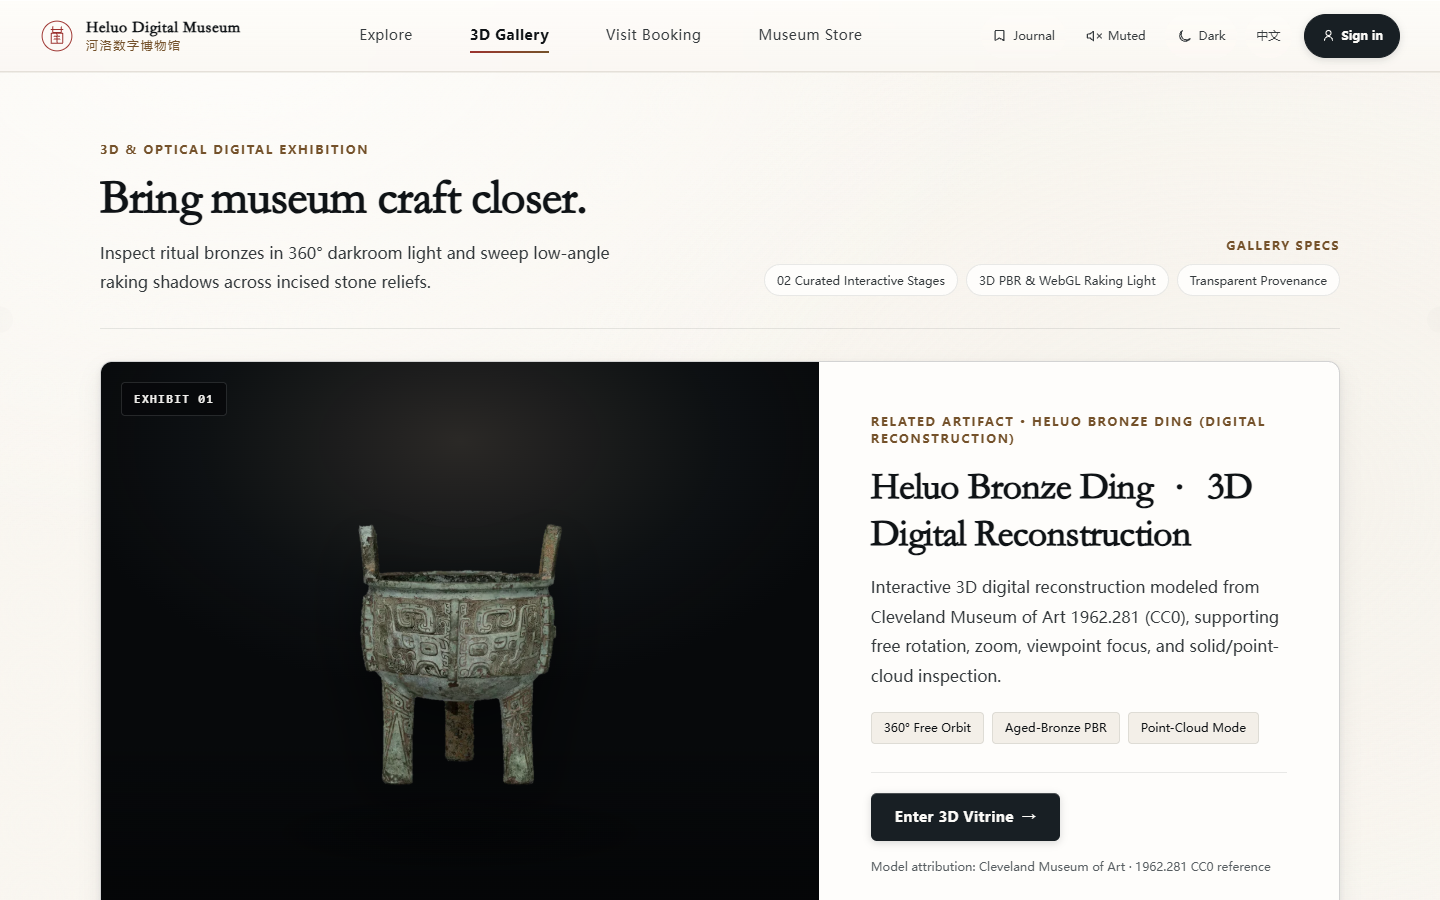 Heluo Digital Museum
河洛数字博物馆
Explore
3D Gallery
Visit Booking
Museum Store
Journal
Muted
Dark
中文
Sign in
3D & OPTICAL DIGITAL EXHIBITION
Bring museum craft closer.
Inspect ritual bronzes in 360° darkroom light and sweep low-angle
raking shadows across incised stone reliefs.
GALLERY SPECS
02 Curated Interactive Stages
3D PBR & WebGL Raking Light
Transparent Provenance
EXHIBIT 01
RELATED ARTIFACT • HELUO BRONZE DING (DIGITAL
RECONSTRUCTION)
Heluo Bronze Ding · 3D
Digital Reconstruction
Interactive 3D digital reconstruction modeled from
Cleveland Museum of Art 1962.281 (CC0), supporting
free rotation, zoom, viewpoint focus, and solid/point-
cloud inspection.
360° Free Orbit
Aged-Bronze PBR
Point-Cloud Mode
Enter 3D Vitrine →
Model attribution: Cleveland Museum of Art · 1962.281 CC0 reference